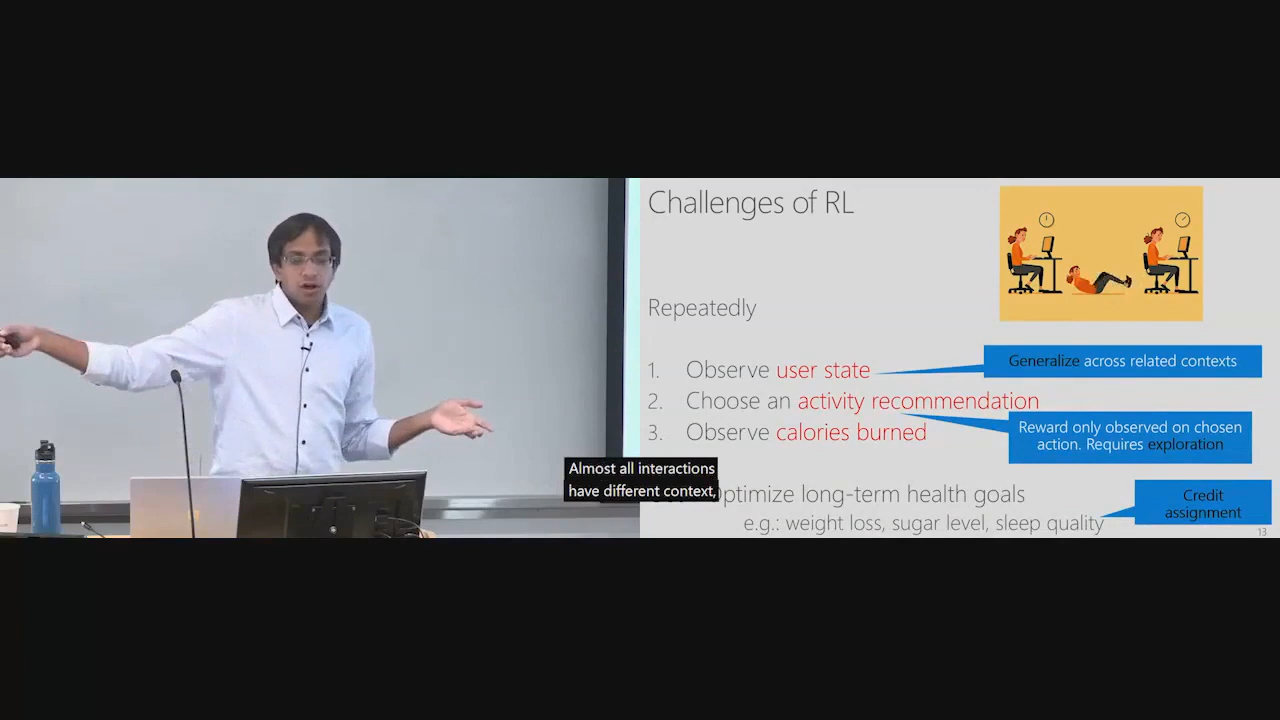 Challenges of RL
Repeatedly
1. Observe user state
2. Choose an activity recommendation
3. Observe calories burned
Generalize across related contexts
Reward only observed on chosen
action. Requires exploration
Almost all interactions
have different context,
optimize long-term health goals
e.g.: weight loss, sugar level, sleep quality
Credit
assignment
13